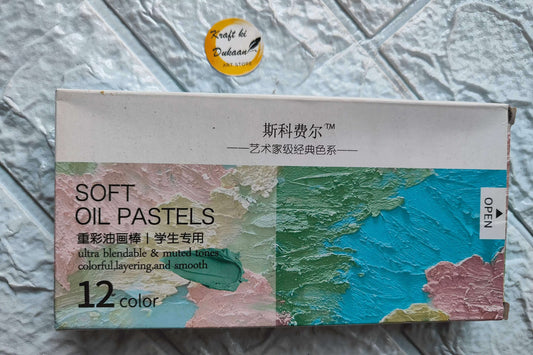 Kraft ki
Dukaan
ART STORE
斯科费尔™
——艺术家级经典色系——
SOFT
OIL PASTELS
重彩油画棒|学生专用
ultra blendable & muted tones
colorful,layering,and smooth
12 color
OPEN